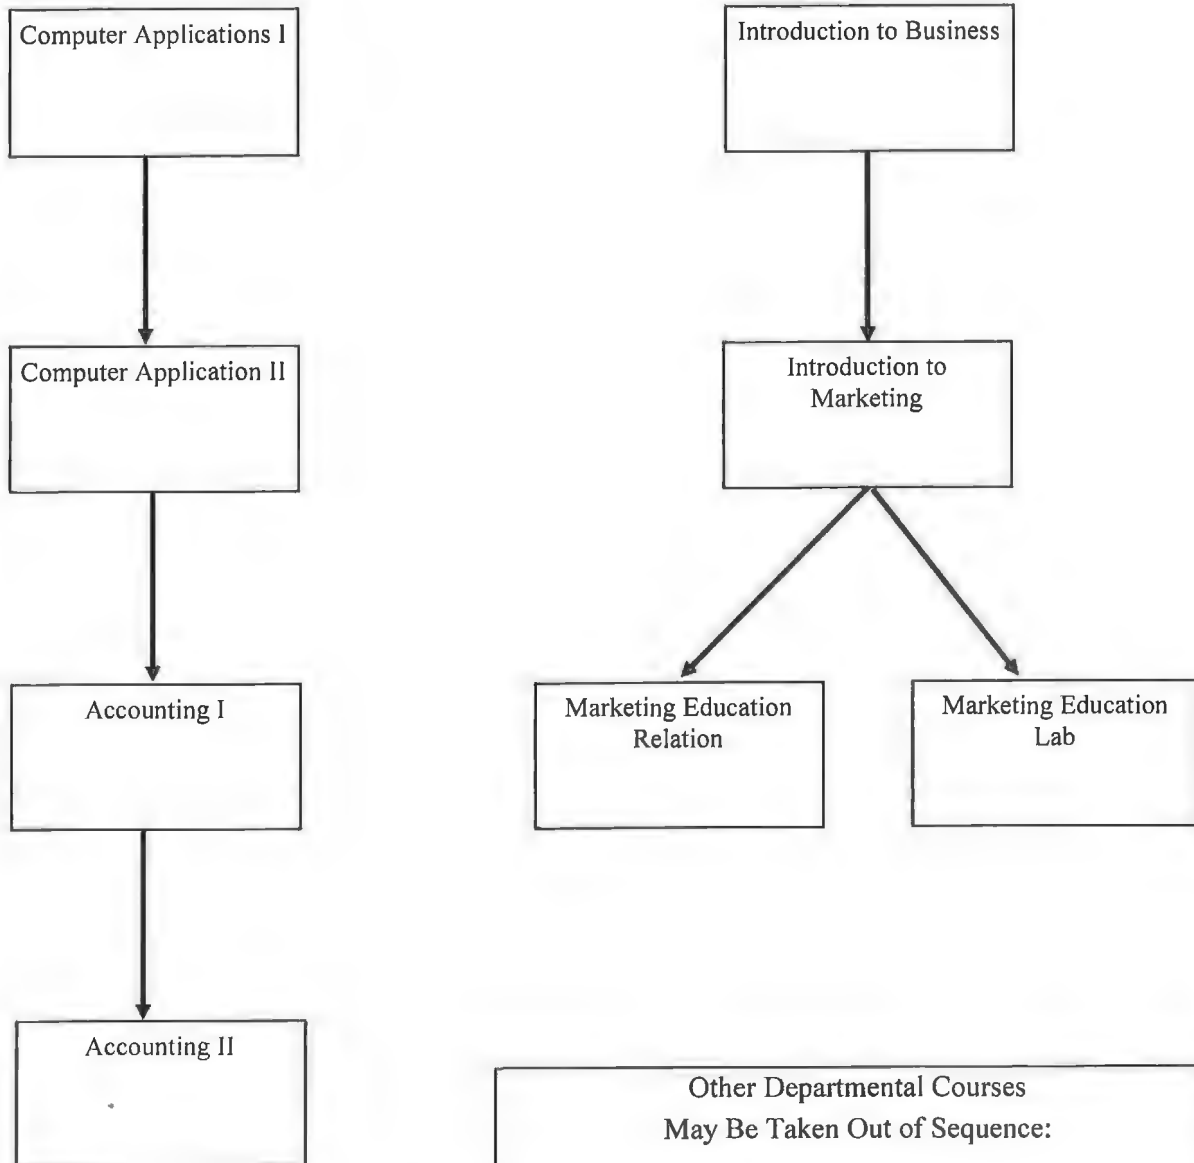 Computer Applications I
Computer Application II
Accounting I
Accounting II
Introduction to Business
Introduction to
Marketing
Marketing Education
Relation
Marketing Education
Lab
Other Departmental Courses
May Be Taken Out of Sequence: